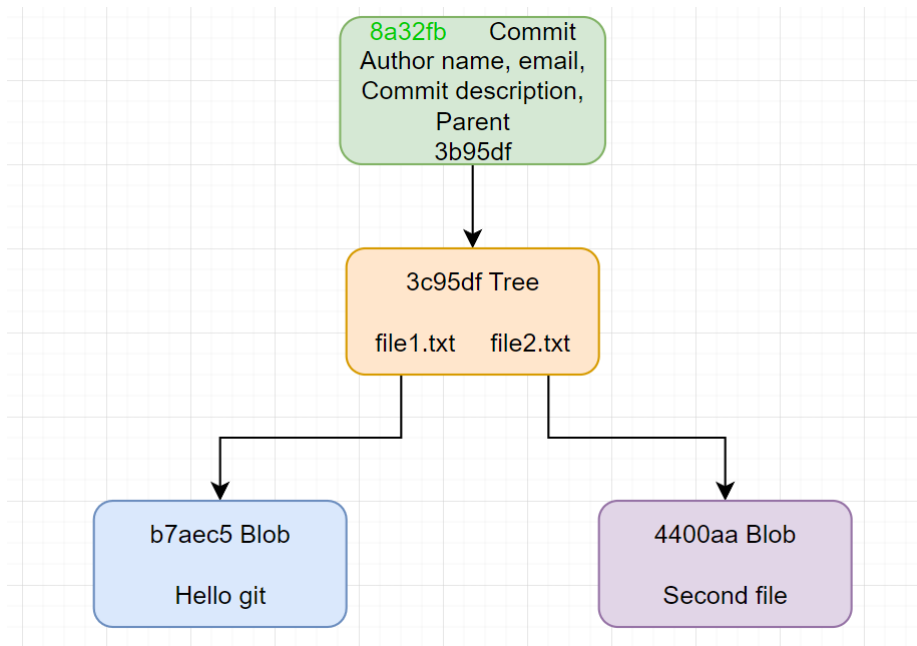 8a32fb Commit
Author name, email,
Commit description,
Parent
3b95df
3c95df Tree
file1.txt file2.txt
b7aec5 Blob
Hello git
4400aa Blob
Second file